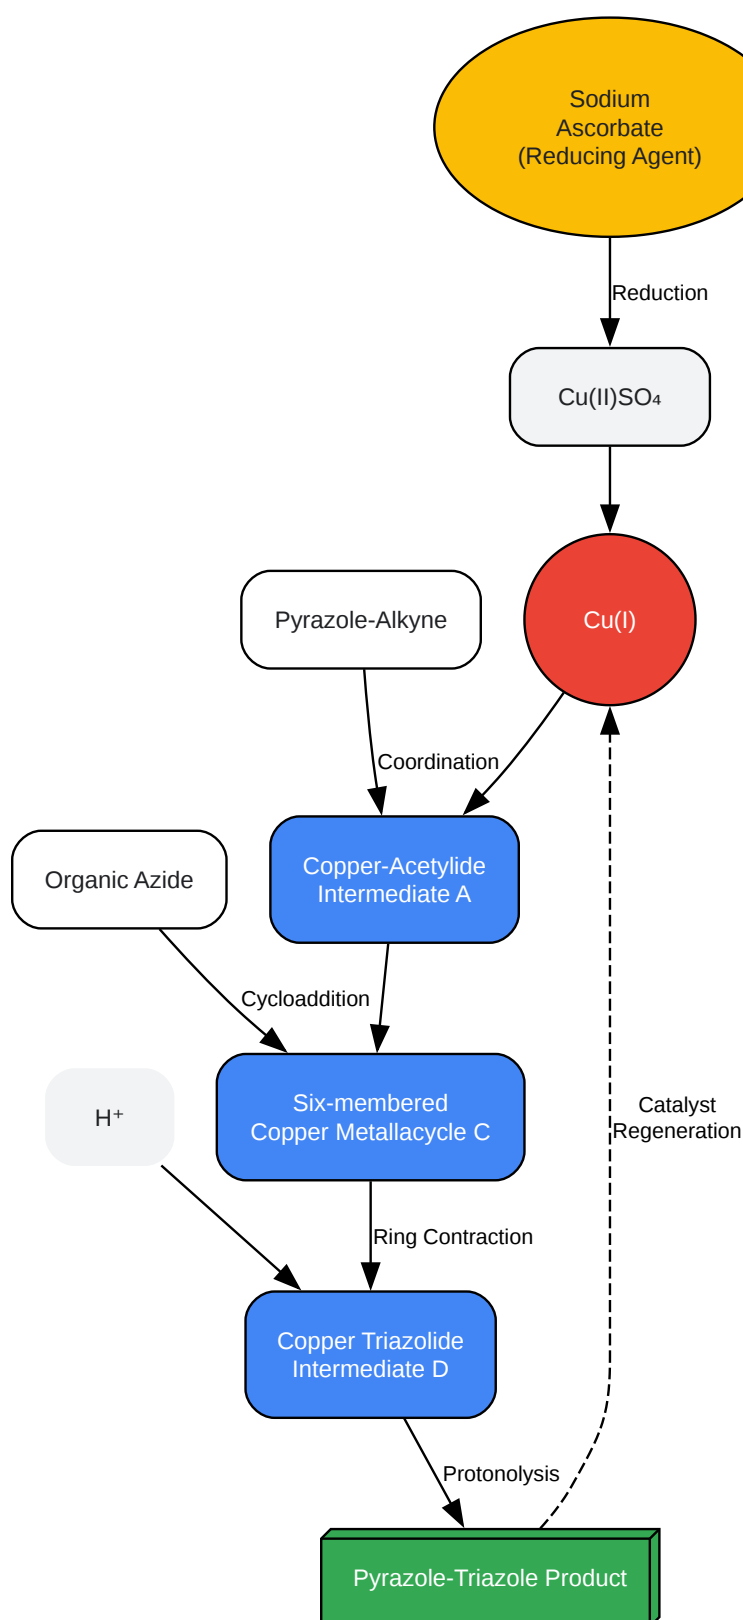 Sodium
Ascorbate
(Reducing Agent)
Reduction
Cu(II)SO₄
Pyrazole-Alkyne
Cu(I)
Coordination
Organic Azide
Copper-Acetylide
Intermediate A
Cycloaddition
H⁺
Six-membered
Copper Metallacycle C
Catalyst
Regeneration
Ring Contraction
Copper Triazolide
Intermediate D
Protonolysis
Pyrazole-Triazole Product